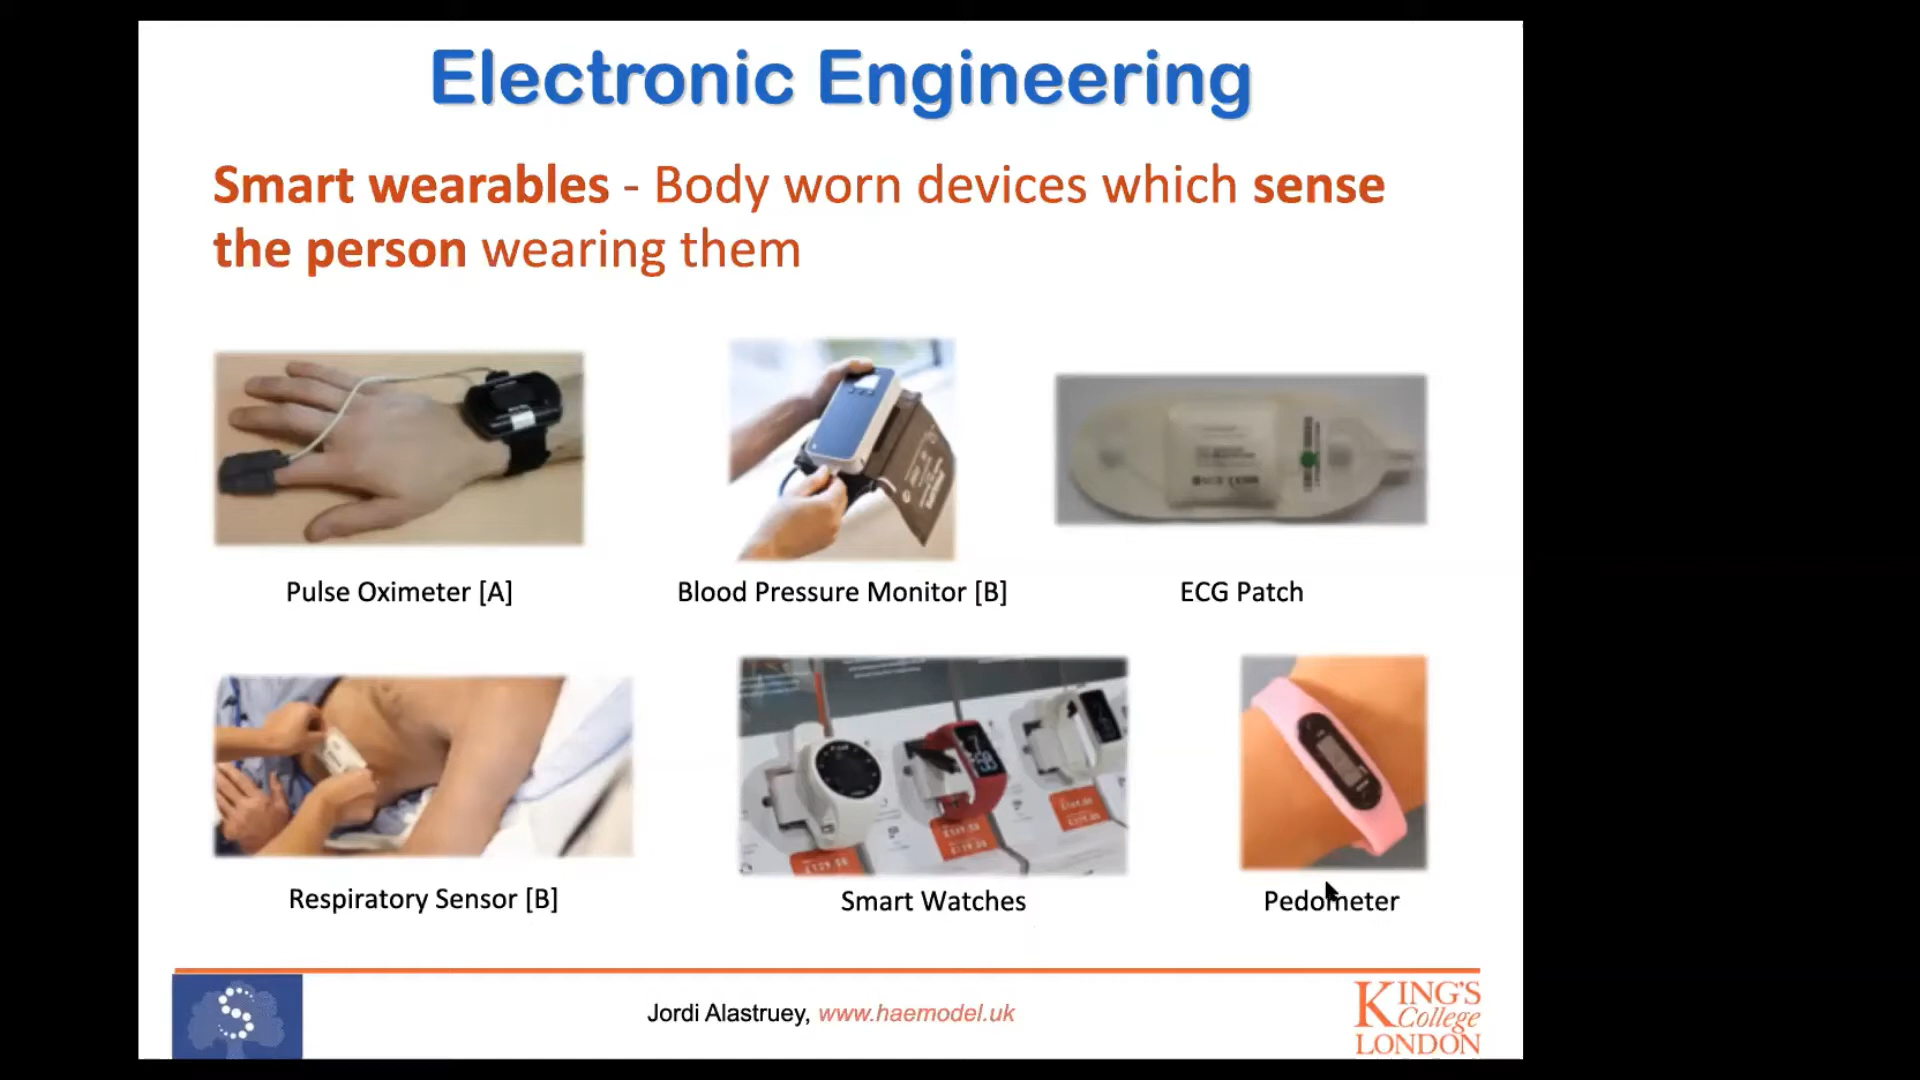 Electronic Engineering
Smart wearables - Body worn devices which sense
the person wearing them
Pulse Oximeter [A]
Blood Pressure Monitor [B]
ECG Patch
Respiratory Sensor [B]
Smart Watches
Pedometer
Jordi Alastruey, www.haemodel.uk
KING'S
College
LONDON